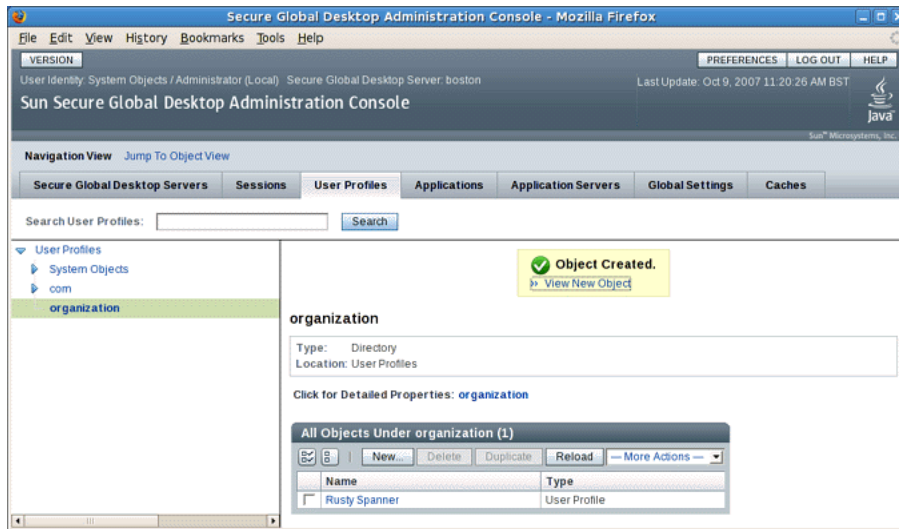 Secure Global Desktop Administration Console - Mozilla Firefox
File Edit View History Bookmarks Tools Help
VERSION PREFERENCES LOG OUT HELP
User Identity: System Objects / Administrator (Local) Secure Global Desktop Server: boston Last Update: Oct 9, 2007 11:20:26 AM BST
Sun Secure Global Desktop Administration Console
Java
Sun™ Microsystems, Inc.
Navigation View Jump To Object View
Secure Global Desktop Servers Sessions User Profiles Applications Application Servers Global Settings Caches
Search User Profiles: Search
User Profiles
System Objects
com
organization
Object Created.
›› View New Object
organization
Type: Directory
Location: User Profiles
Click for Detailed Properties: organization
All Objects Under organization (1)
New... Delete Duplicate Reload — More Actions —
Name Type
Rusty Spanner User Profile